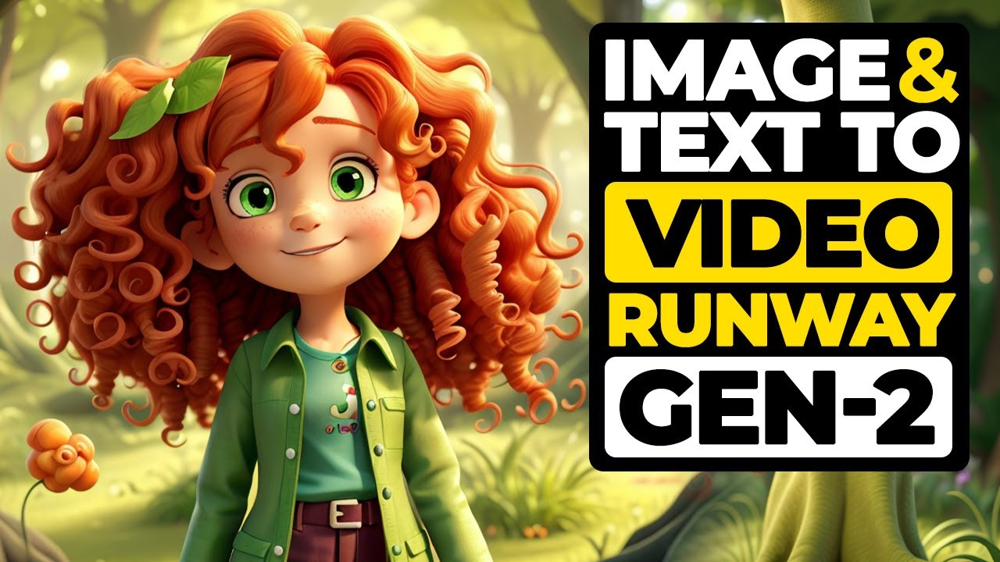 IMAGE &
TEXT TO
VIDEO
RUNWAY
GEN-2